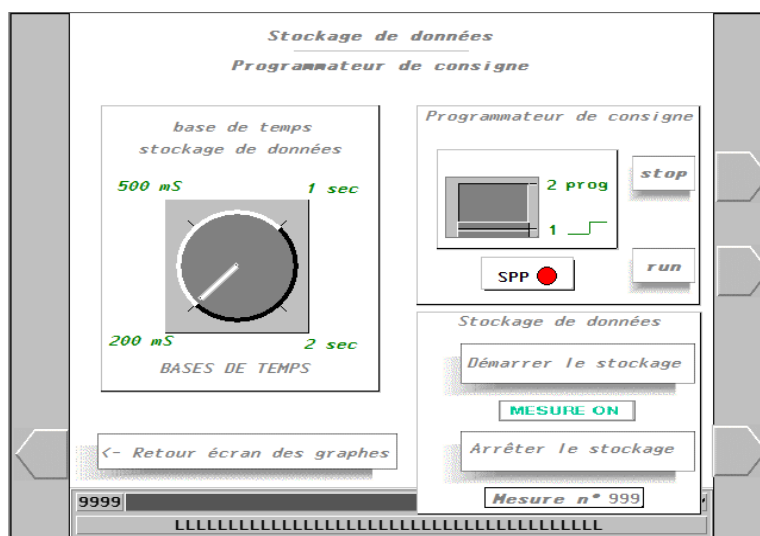 Stockage de données
Programmateur de consigne
base de temps
stockage de données
500 mS
1 sec
200 mS
2 sec
BASES DE TEMPS
Programmateur de consigne
2 prog
1
stop
SPP
run
Stockage de données
Démarrer le stockage
MESURE ON
Arrêter le stockage
Mesure n° 999
<- Retour écran des graphes
9999
LLLLLLLLLLLLLLLLLLLLLLLLLLLLLLLLLLLLLLLL